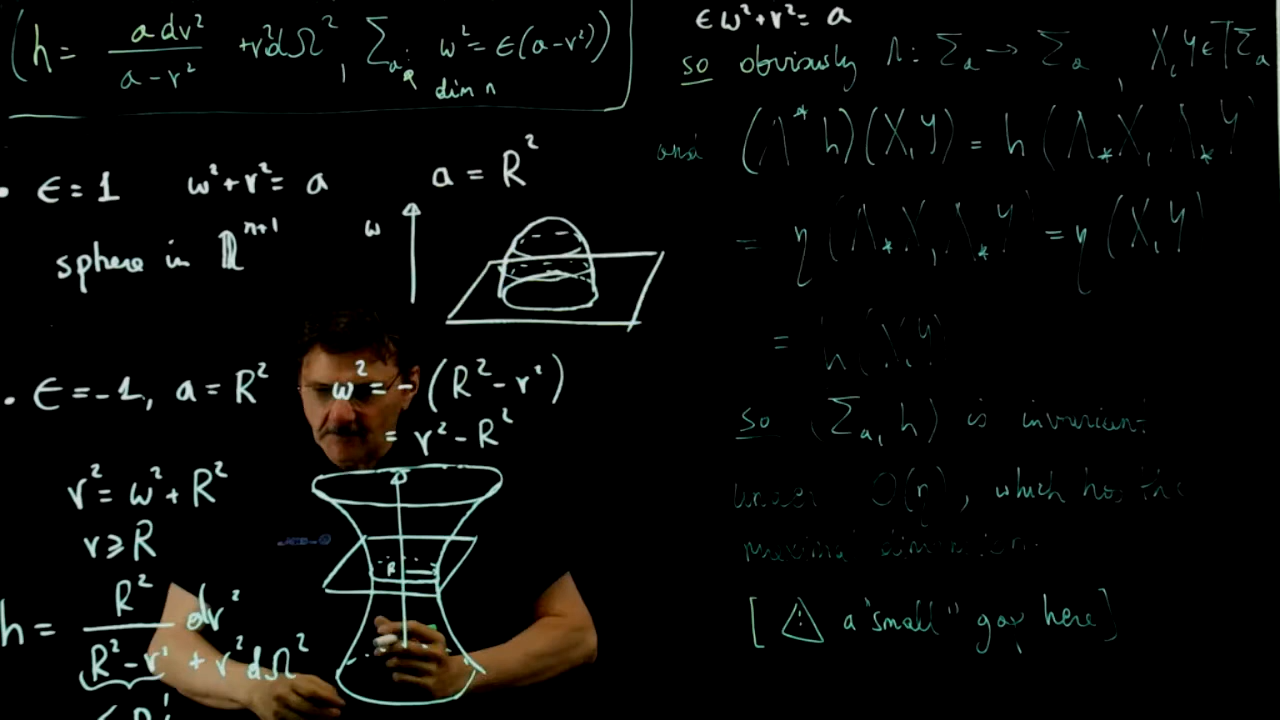 (h = a dr² / (a - r²) + r²dΩ², Σₐ: w² = ϵ(a-r²))
dim n
• ϵ = 1 w² + r² = a a = R²
sphere in ℝⁿ⁺¹
w
• ϵ = -1, a = R² w² = - (R² - r²)
= r² - R²
r² = w² + R²
r ⩾ R
R
h = R² / (R² - r²) dr² + r²dΩ²
< 0!
ϵw² + r² = a
so obviously Λ: Σₐ → Σₐ, X, Y ∈ TΣₐ
and (Λ* h)(X, Y) = h (Λ⁎X, Λ⁎Y)
= η (Λ⁎X, Λ⁎Y) = η (X, Y)
= h(X, Y)
so (Σₐ, h) is invariant
under O(η), which has the
maximal dimension.
[ ⚠ a "small" gap here]